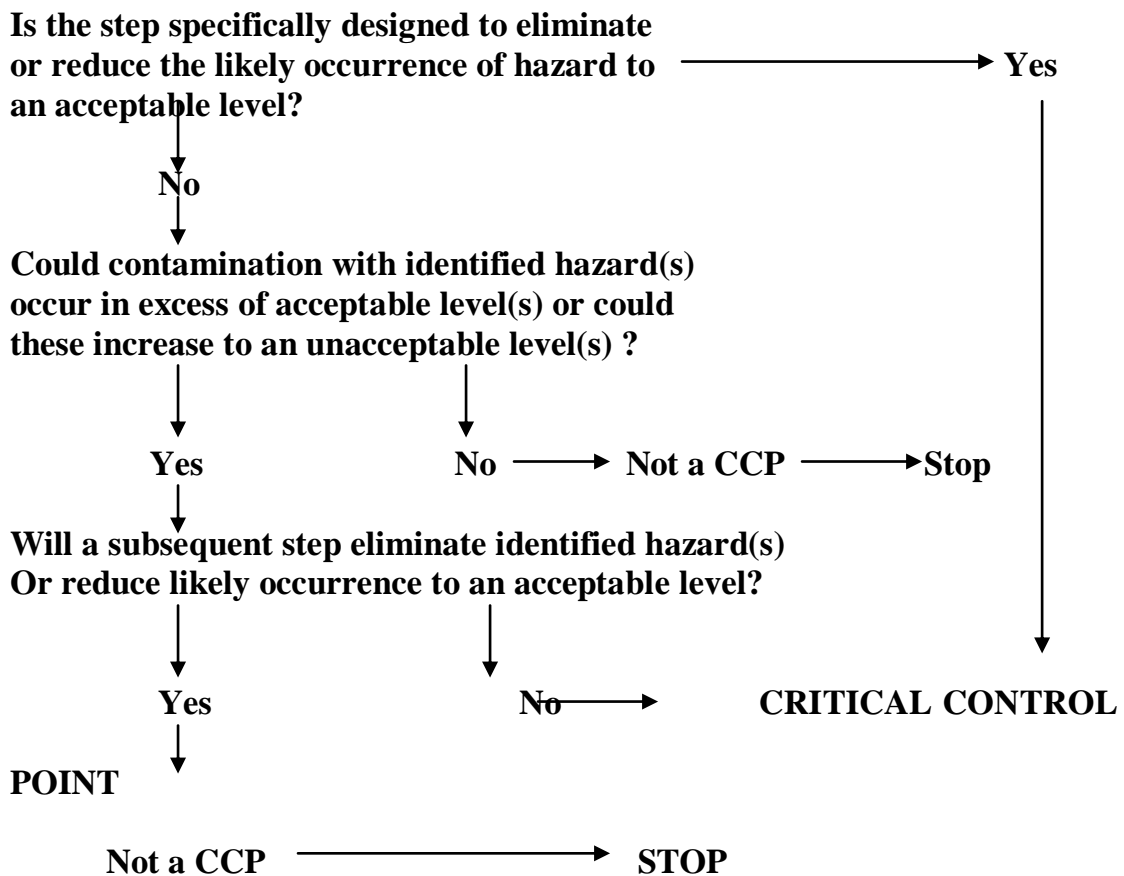 Is the step specifically designed to eliminate
or reduce the likely occurrence of hazard to Yes
an acceptable level?
No
Could contamination with identified hazard(s)
occur in excess of acceptable level(s) or could
these increase to an unacceptable level(s) ?
Yes No Not a CCP Stop
Will a subsequent step eliminate identified hazard(s)
Or reduce likely occurrence to an acceptable level?
Yes No CRITICAL CONTROL
POINT
Not a CCP STOP